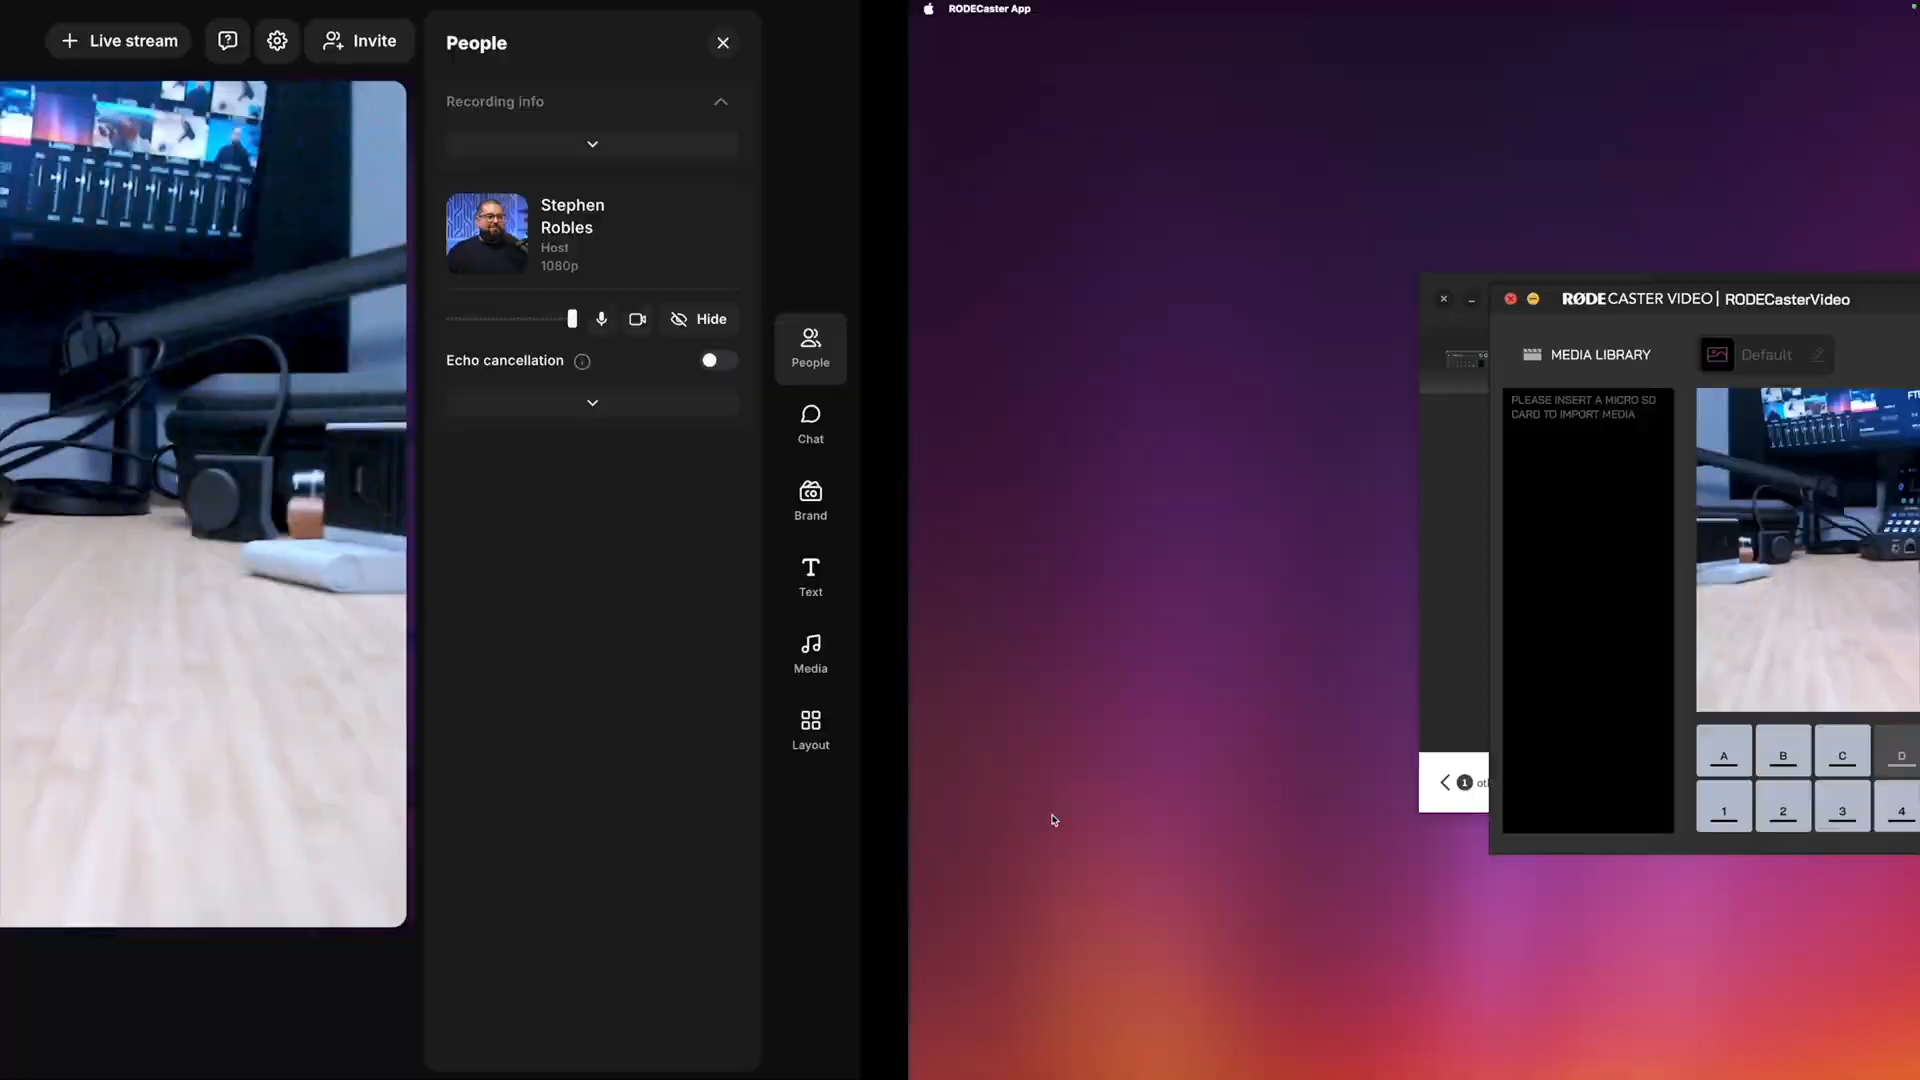 Live stream
Invite
People
Recording info
Stephen
Robles
Host
1080p
Hide
Echo cancellation
People
Chat
Brand
Text
Media
Layout
RODECaster App
RØDECASTER VIDEO | RODECasterVideo
MEDIA LIBRARY
Default
PLEASE INSERT A MICRO SD
CARD TO IMPORT MEDIA
A
B
C
D
1
2
3
4
1